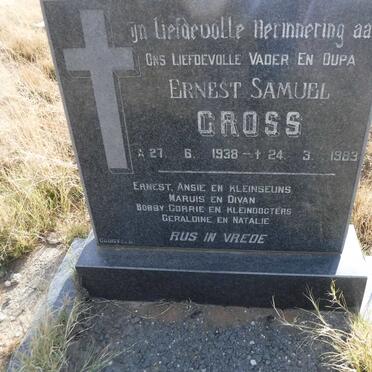 In Liefdevolle Herinnering aa
Ons Liefdevolle Vader En Oupa
Ernest Samuel
GROSS
27. 6. 1938 - † 24. 3. 1983
Ernest, Ansie en kleinseuns
Maruis en Divan
Bobby, Corrie en kleindogters
Geraldine en Natalie
RUS IN VREDE